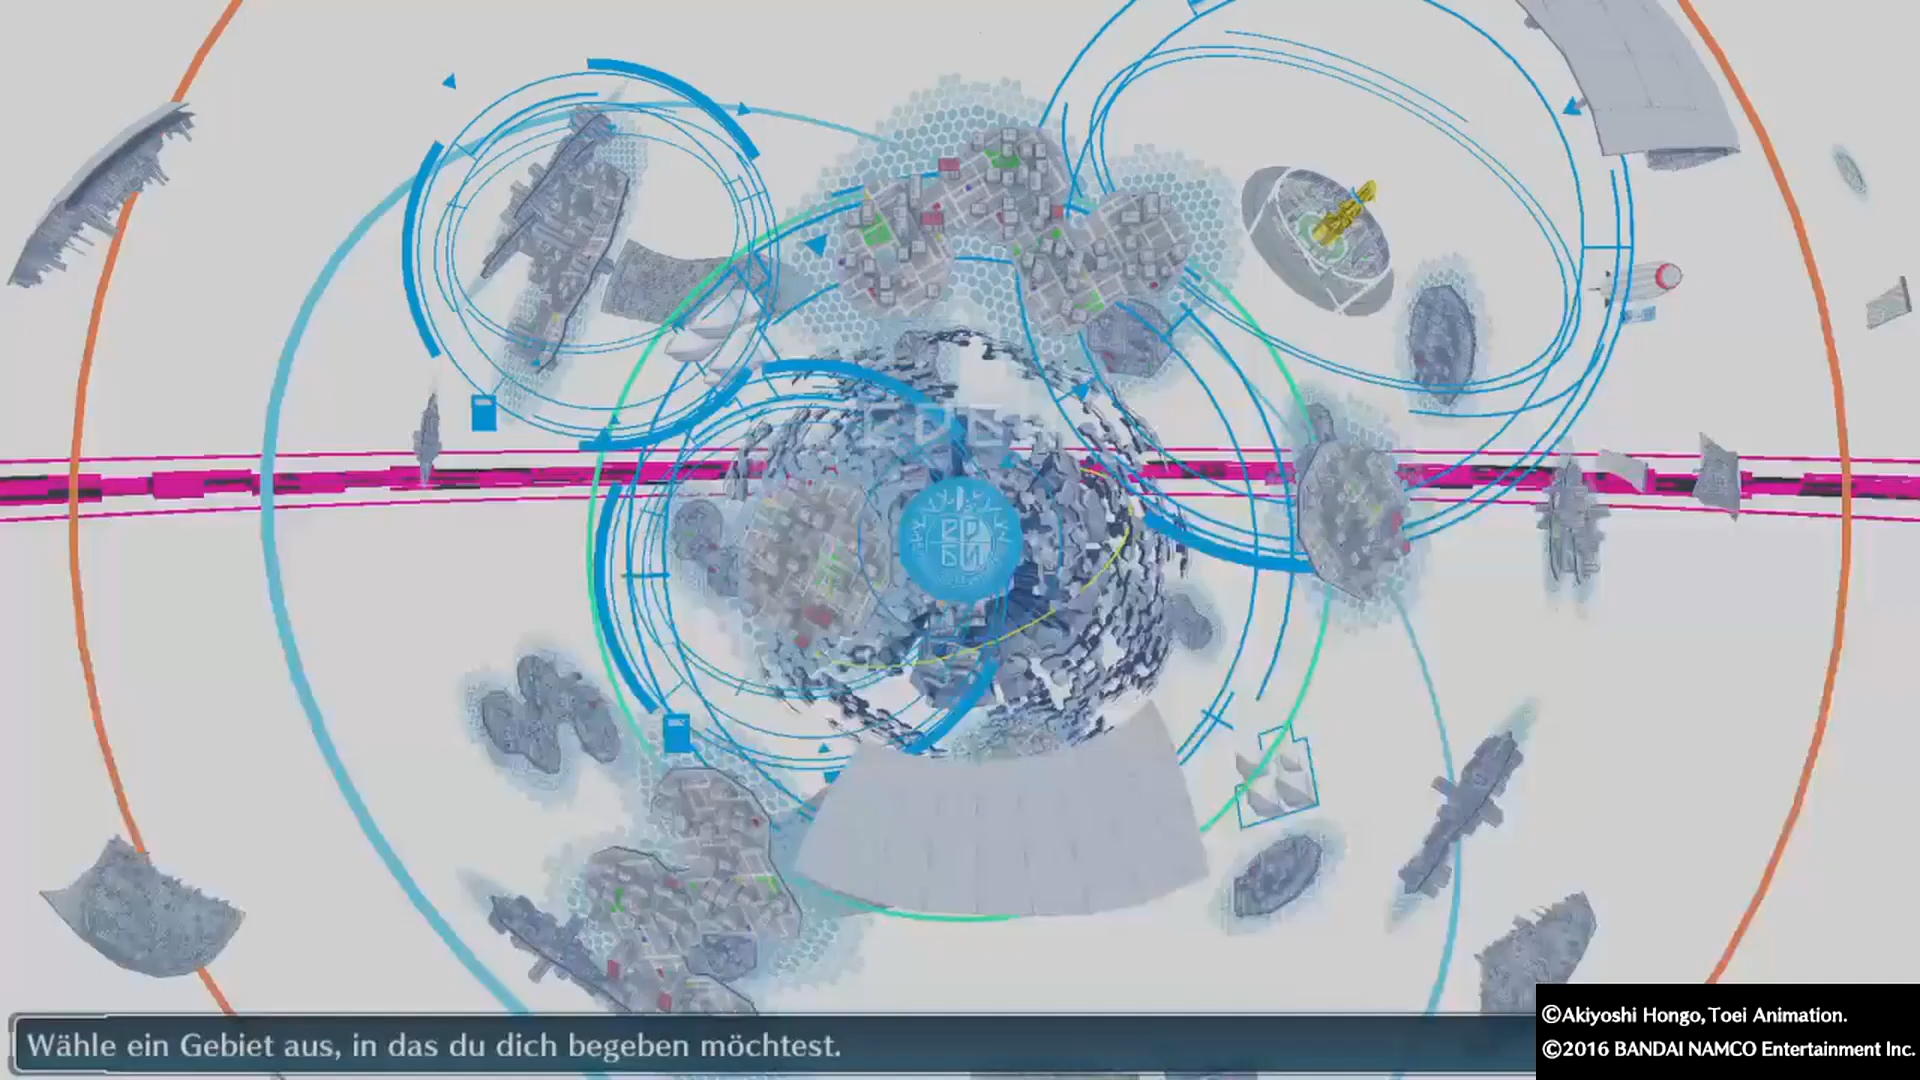 Wähle ein Gebiet aus, in das du dich begeben möchtest.
©Akiyoshi Hongo, Toei Animation.
©2016 BANDAI NAMCO Entertainment Inc.